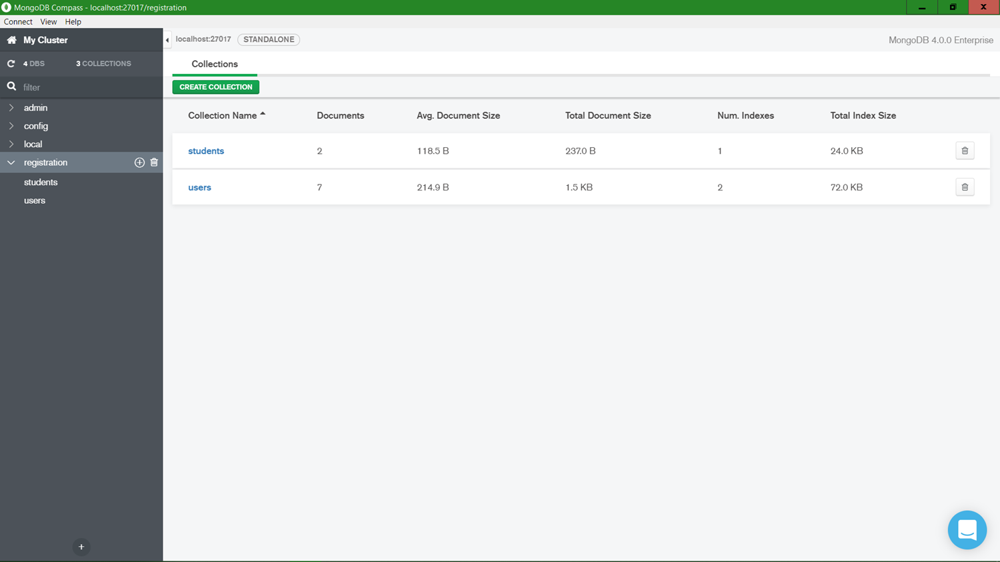 MongoDB Compass - localhost:27017/registration
Connect View Help
My Cluster
localhost:27017 STANDALONE
MongoDB 4.0.0 Enterprise
4 DBS 3 COLLECTIONS
Collections
filter
CREATE COLLECTION
admin
config
local
registration
students
users
Collection Name Documents Avg. Document Size Total Document Size Num. Indexes Total Index Size
students 2 118.5 B 237.0 B 1 24.0 KB
users 7 214.9 B 1.5 KB 2 72.0 KB